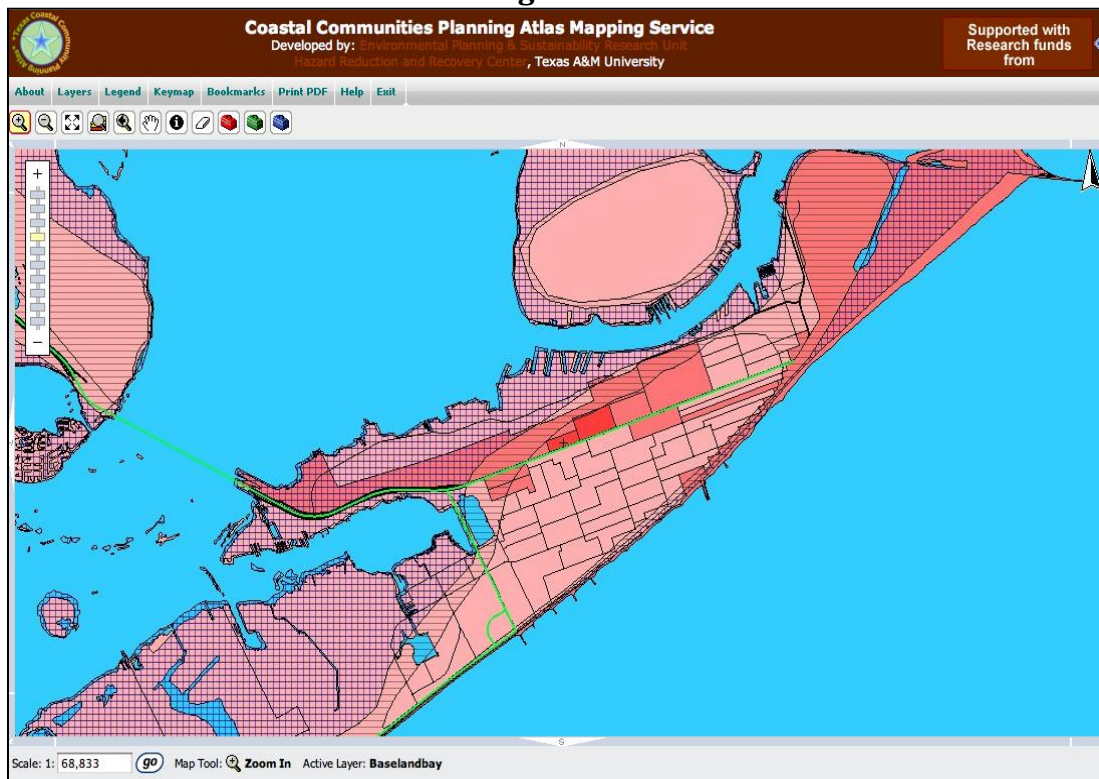 Coastal Communities Planning Atlas Mapping Service
Developed by: Environmental Planning & Sustainability Research Unit
Hazard Reduction and Recovery Center, Texas A&M University
Supported with
Research funds
from
About Layers Legend Keymap Bookmarks Print PDF Help Exit
N
+
−
S
Scale: 1: 68,833 go Map Tool: Zoom In Active Layer: Baselandbay